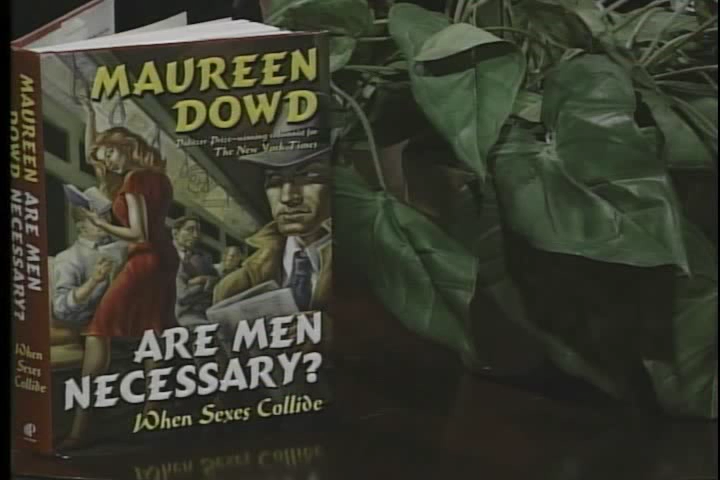 MAUREEN
DOWD
Pulitzer Prize-winning columnist for
The New York Times
ARE MEN
NECESSARY?
When Sexes Collide
MAUREEN
DOWD
ARE MEN
NECESSARY?
When
Sexes
Collide